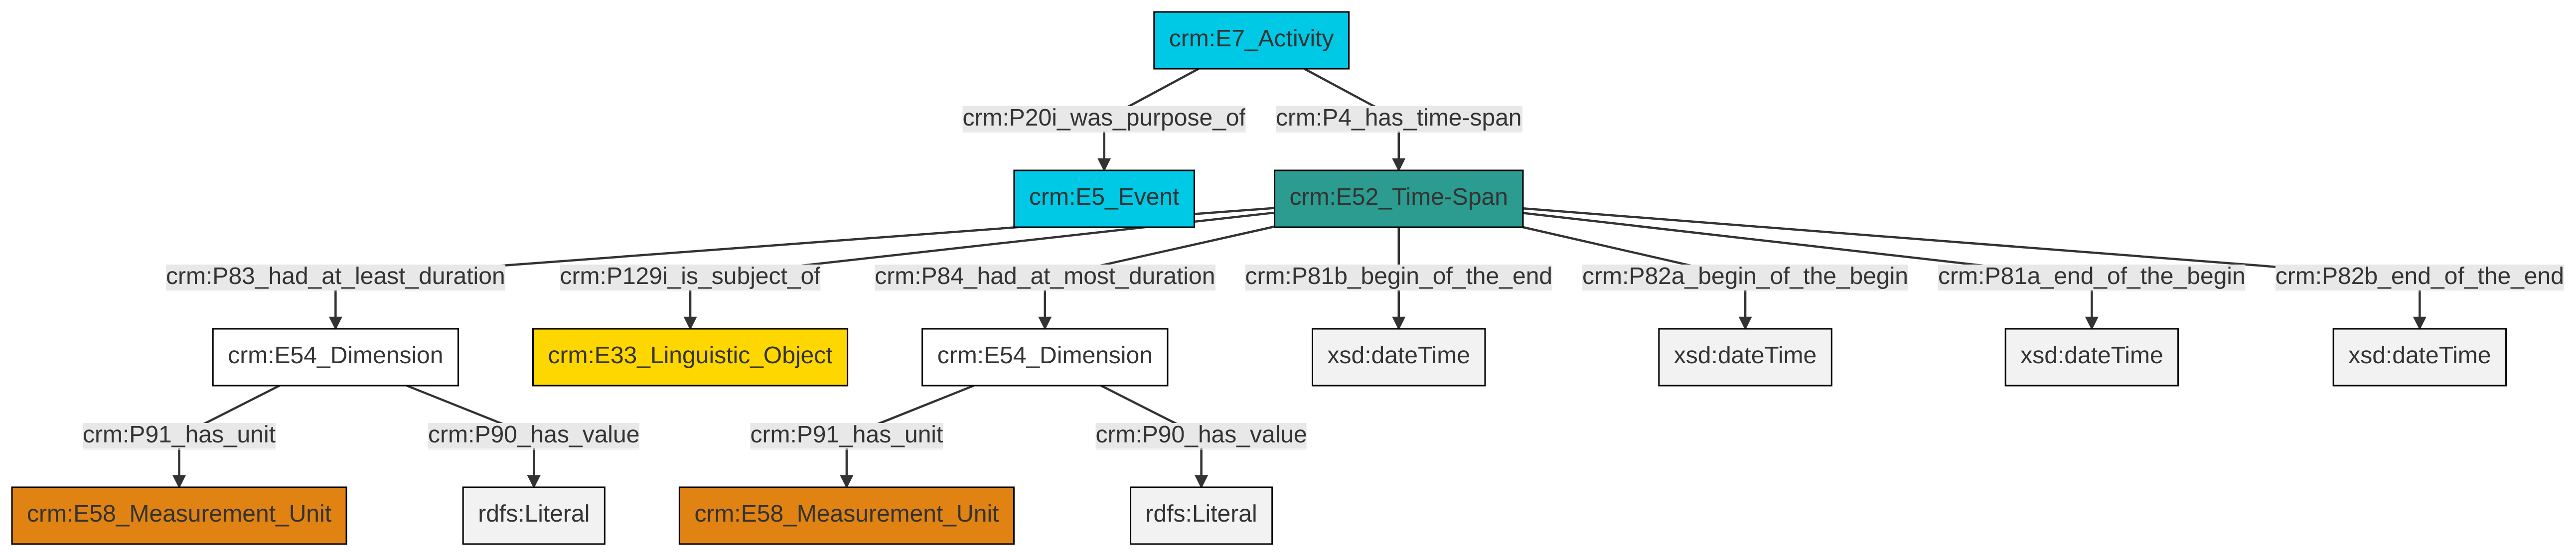 crm:E7_Activity
crm:P20i_was_purpose_of
crm:P4_has_time-span
crm:E5_Event
crm:E52_Time-Span
crm:P83_had_at_least_duration
crm:P129i_is_subject_of
crm:P84_had_at_most_duration
crm:P81b_begin_of_the_end
crm:P82a_begin_of_the_begin
crm:P81a_end_of_the_begin
crm:P82b_end_of_the_end
crm:E54_Dimension
crm:E33_Linguistic_Object
crm:E54_Dimension
xsd:dateTime
xsd:dateTime
xsd:dateTime
xsd:dateTime
crm:P91_has_unit
crm:P90_has_value
crm:P91_has_unit
crm:P90_has_value
crm:E58_Measurement_Unit
rdfs:Literal
crm:E58_Measurement_Unit
rdfs:Literal